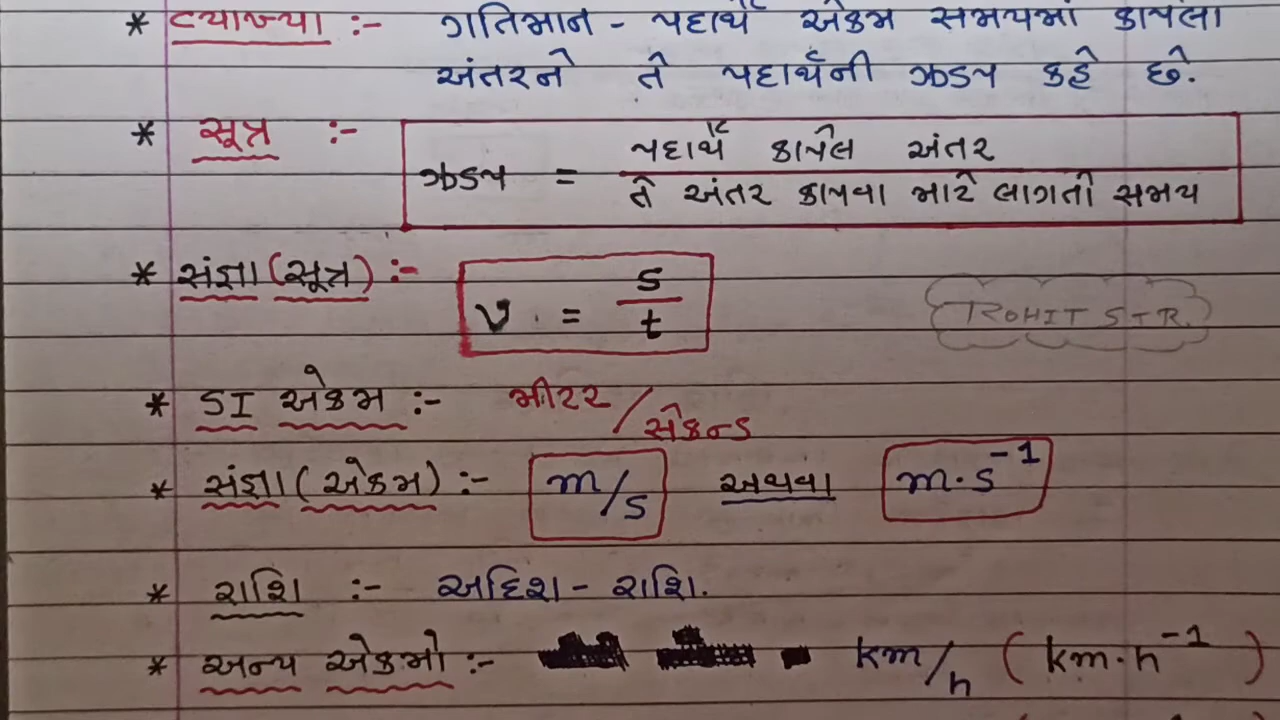 * વ્યાખ્યા :- ગતિમાન - પદાર્થે એકમ સમયમાં કાપેલા
અંતરને તે પદાર્થની ઝડપ કહે છે.
* સૂત્ર :- ઝડપ = પદાર્થે કાપેલ અંતર / તે અંતર કાપવા માટે લાગતો સમય
* સંજ્ઞા (સૂત્ર) :- v = s / t
ROHIT SIR.
* SI એકમ :- મીટર / સેકન્ડ
* સંજ્ઞા (એકમ) :- m/s અથવા m.s⁻¹
* રાશિ :- અદિશ - રાશિ.
* અન્ય એકમો :- km/h (km.h⁻¹)